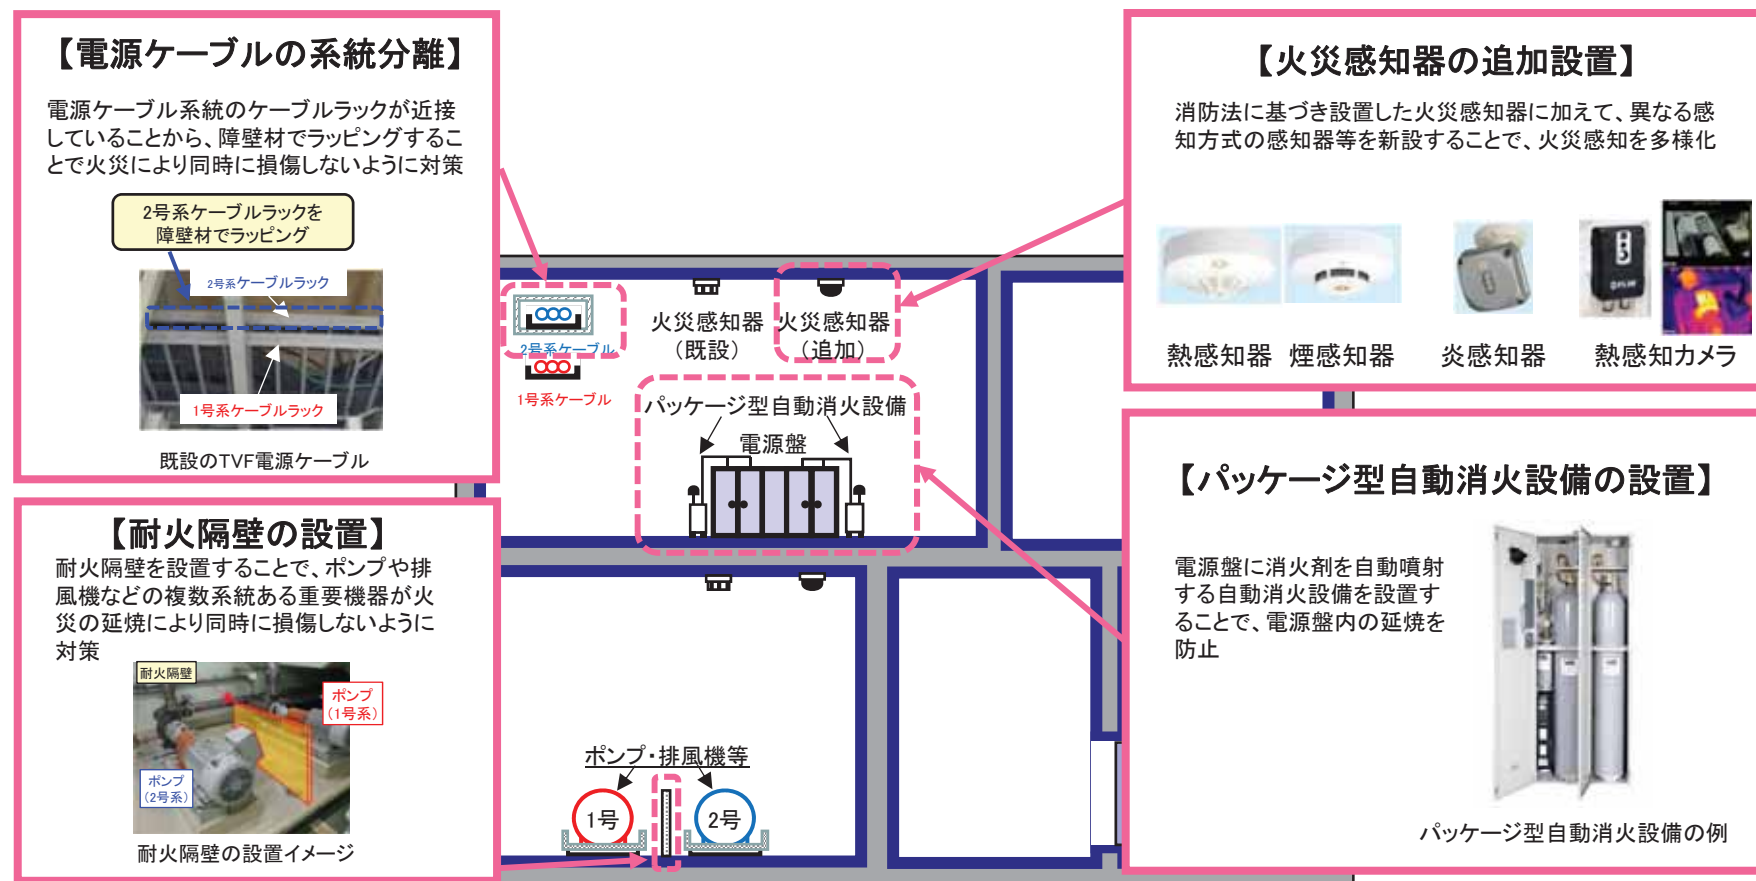 【電源ケーブルの系統分離】
電源ケーブル系統のケーブルラックが近接
していることから、障壁材でラッピングするこ
とで火災により同時に損傷しないように対策
2号系ケーブルラックを
障壁材でラッピング
2号系ケーブルラック
1号系ケーブルラック
既設のTVF電源ケーブル
【耐火隔壁の設置】
耐火隔壁を設置することで、ポンプや排
風機などの複数系統ある重要機器が火
災の延焼により同時に損傷しないように
対策
耐火隔壁
ポンプ
(1号系)
ポンプ
(2号系)
耐火隔壁の設置イメージ
2号系ケーブル
1号系ケーブル
火災感知器
(既設)
火災感知器
(追加)
パッケージ型自動消火設備
電源盤
ポンプ・排風機等
1号
2号
【火災感知器の追加設置】
消防法に基づき設置した火災感知器に加えて、異なる感
知方式の感知器等を新設することで、火災感知を多様化
熱感知器
煙感知器
炎感知器
熱感知カメラ
【パッケージ型自動消火設備の設置】
電源盤に消火剤を自動噴射
する自動消火設備を設置す
ることで、電源盤内の延焼を
防止
パッケージ型自動消火設備の例